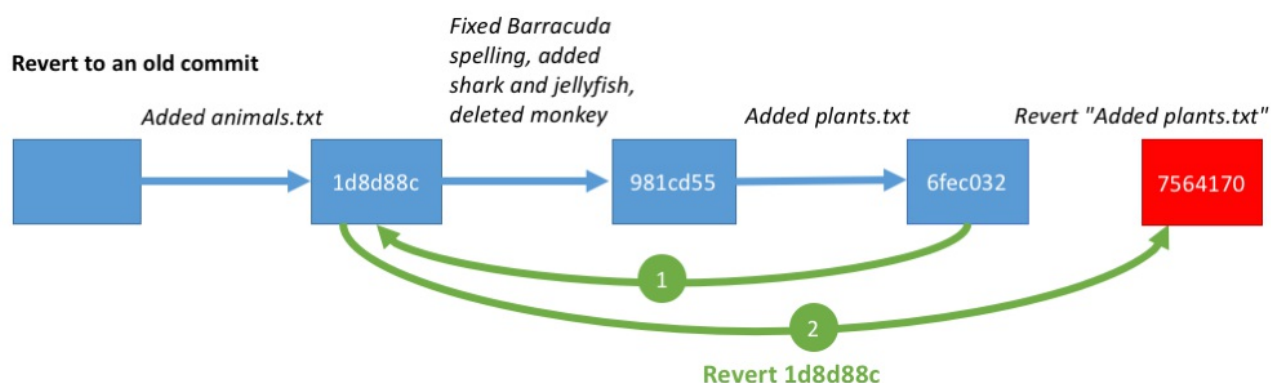 Revert to an old commit
Added animals.txt
Fixed Barracuda
spelling, added
shark and jellyfish,
deleted monkey
Added plants.txt
Revert "Added plants.txt"
1d8d88c
981cd55
6fec032
7564170
1
2
Revert 1d8d88c